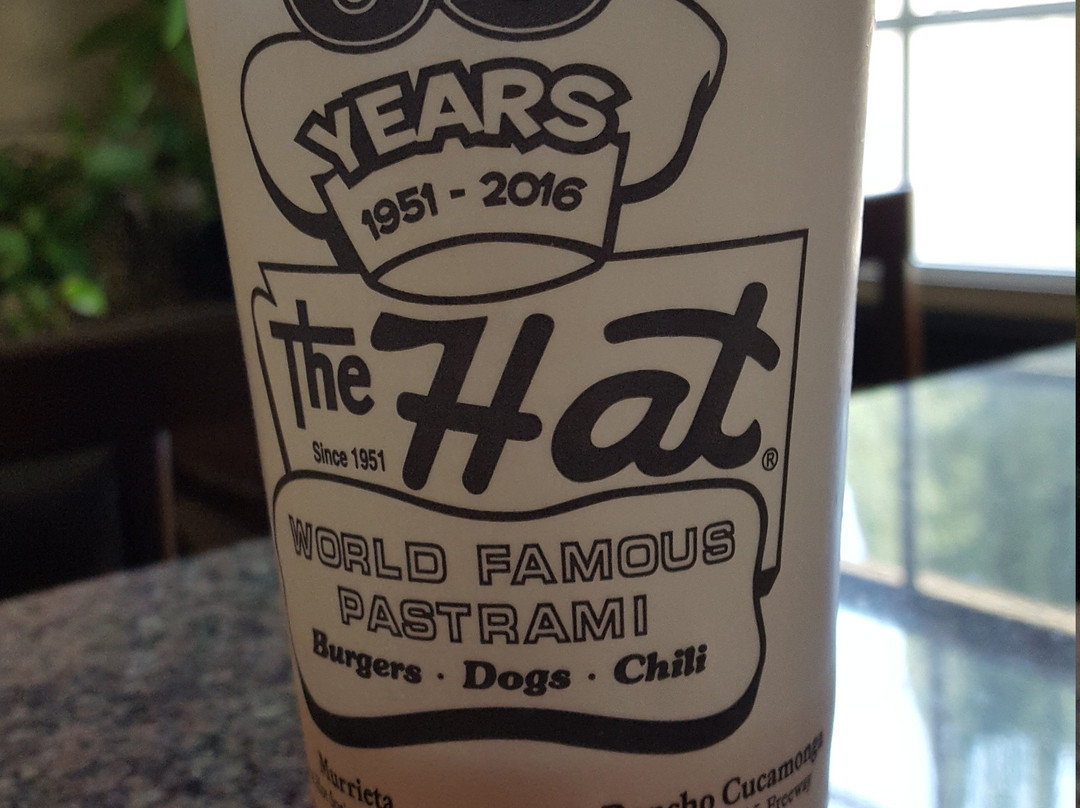 YEARS
1951 - 2016
The Hat®
Since 1951
WORLD FAMOUS
PASTRAMI
Burgers · Dogs · Chili
Murrieta
Rancho Cucamonga
Freeway